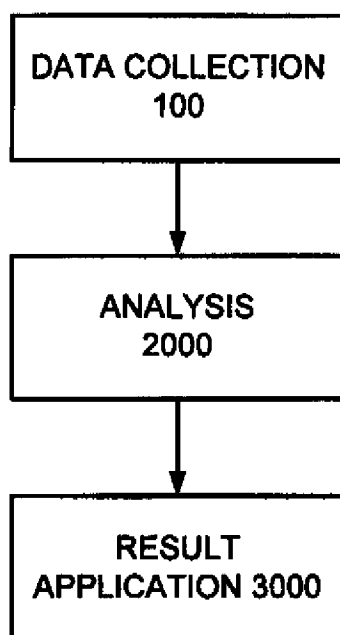 DATA COLLECTION
100
ANALYSIS
2000
RESULT
APPLICATION 3000